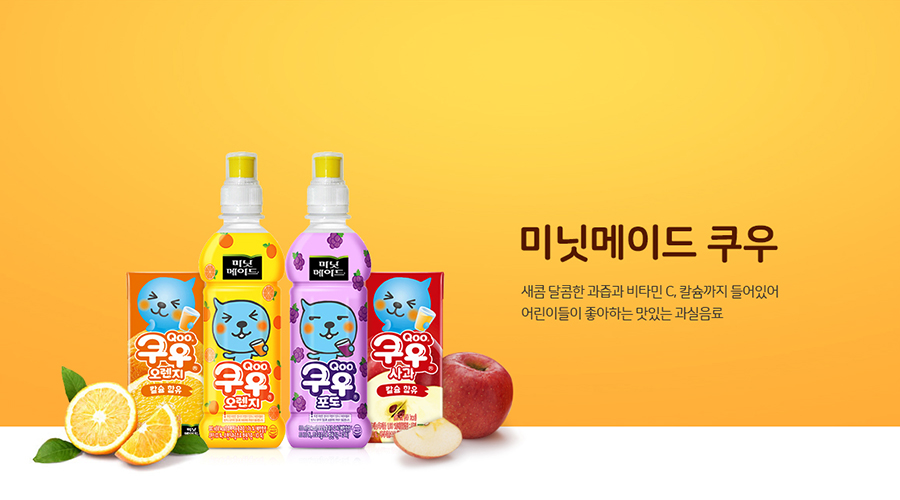 미닛메이드 쿠우
새콤 달콤한 과즙과 비타민 C, 칼슘까지 들어있어
어린이들이 좋아하는 맛있는 과실음료
Qoo
쿠우
오렌지
칼슘 함유
미닛
메이드
미닛
메이드
Qoo
쿠우
오렌지
미닛
메이드
Qoo
쿠우
포도
Qoo
쿠우
사과
칼슘 함유